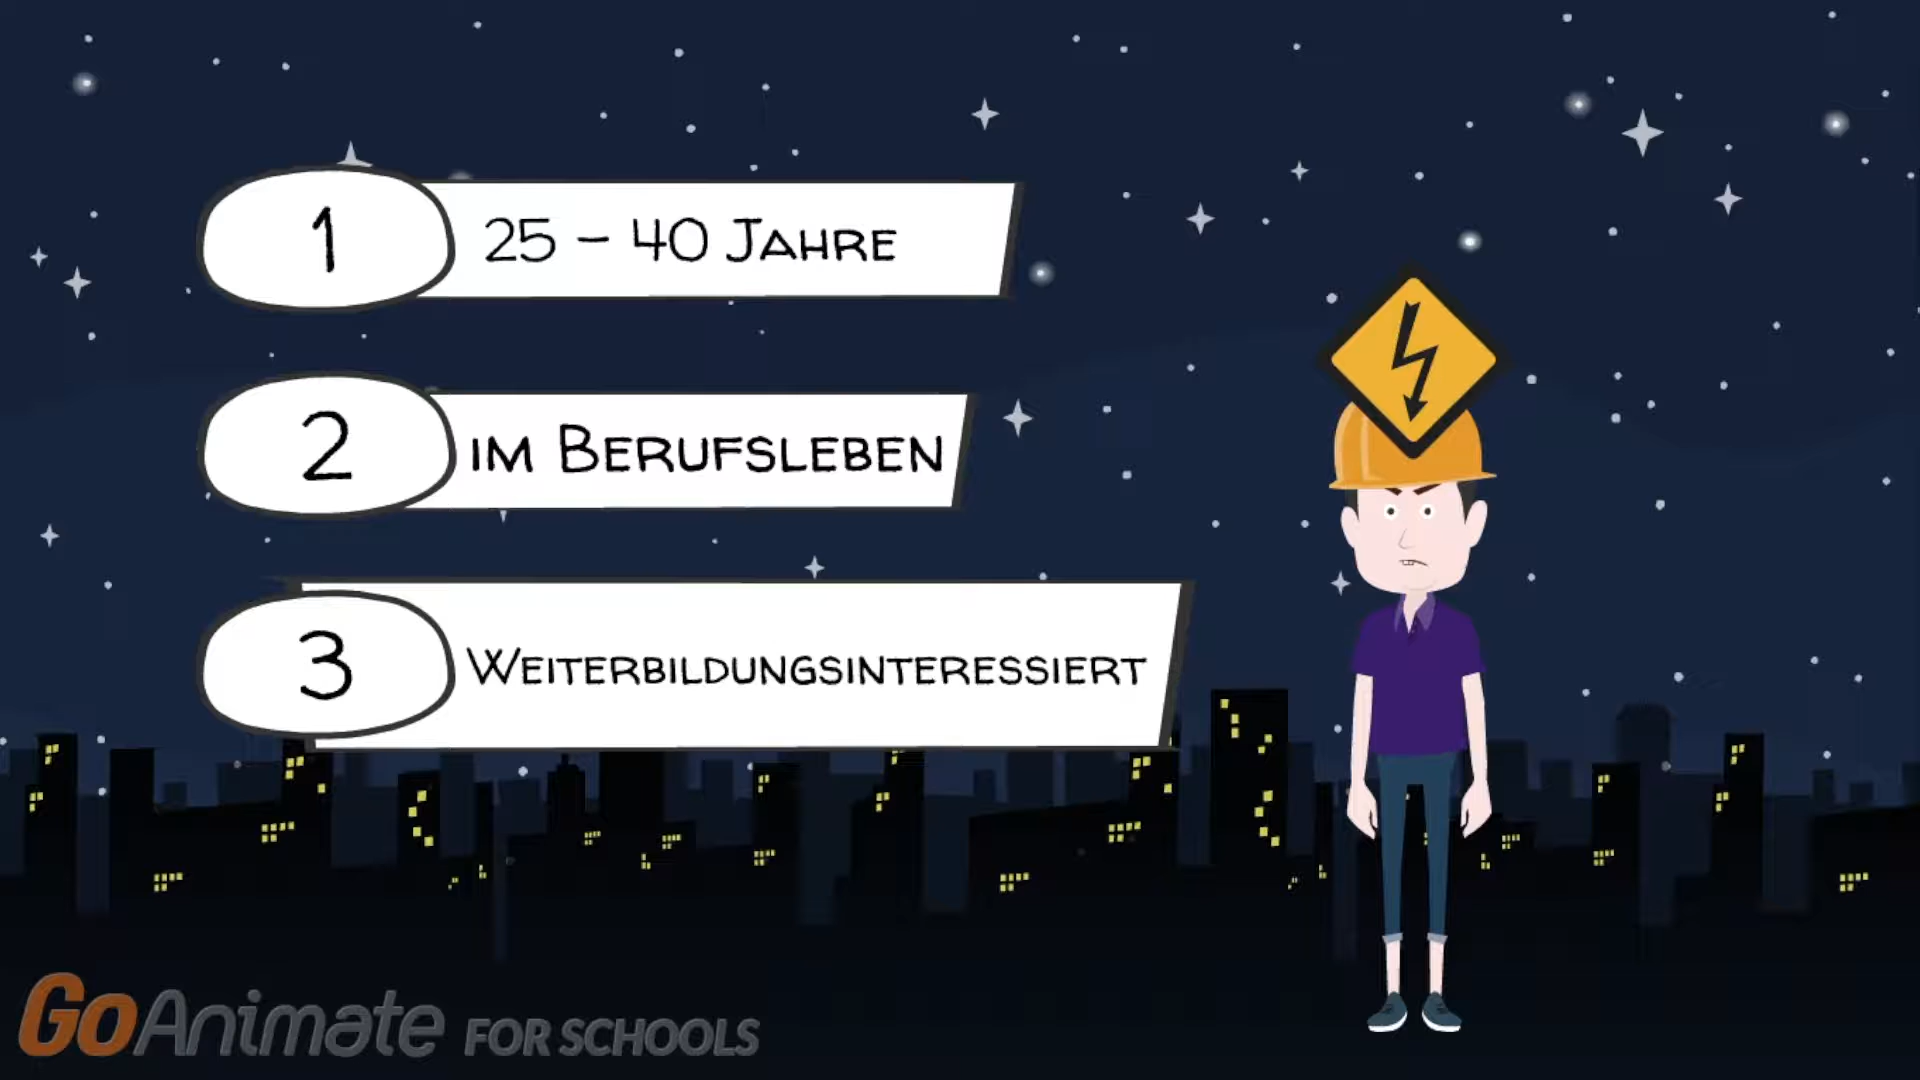 1 25 – 40 Jahre
2 im Berufsleben
3 Weiterbildungsinteressiert
GoAnimate FOR SCHOOLS